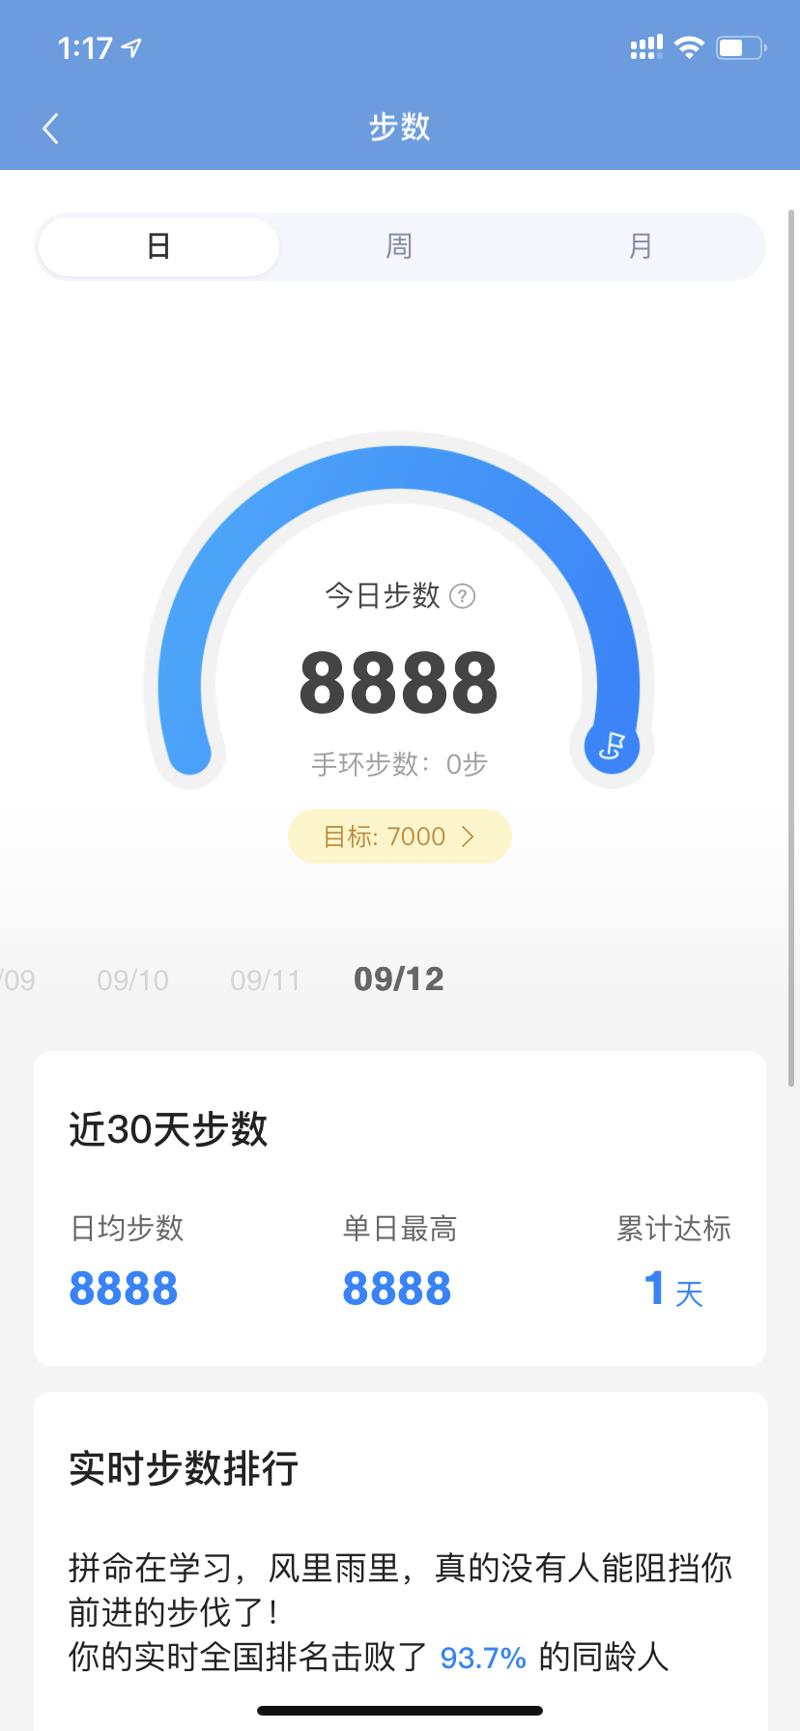 1:17
步数
日
周
月
今日步数 ?
8888
手环步数：0步
目标: 7000 >
/09
09/10
09/11
09/12
近30天步数
日均步数
单日最高
累计达标
8888
8888
1 天
实时步数排行
拼命在学习，风里雨里，真的没有人能阻挡你
前进的步伐了！
你的实时全国排名击败了 93.7% 的同龄人